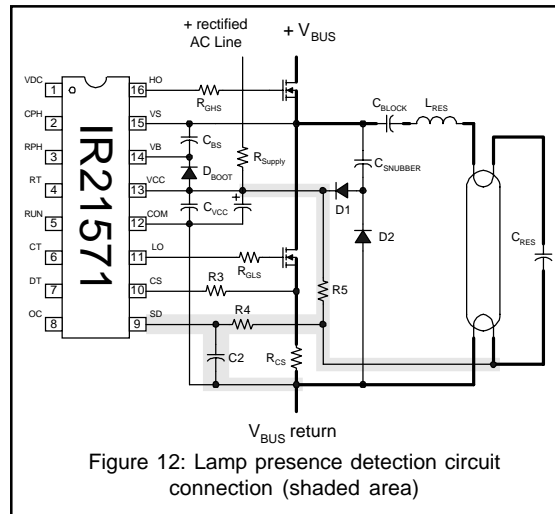 + rectified
AC Line
+ VBUS
VDC 1
CPH 2
RPH 3
RT 4
RUN 5
CT 6
DT 7
OC 8
IR21571
16 HO
15 VS
14 VB
13 VCC
12 COM
11 LO
10 CS
9 SD
RGHS
CBS
DBOOT
RSupply
CVCC
+
RGLS
R3
R4
C2
RCS
R5
D1
D2
CSNUBBER
CBLOCK
LRES
CRES
VBUS return
Figure 12: Lamp presence detection circuit
connection (shaded area)